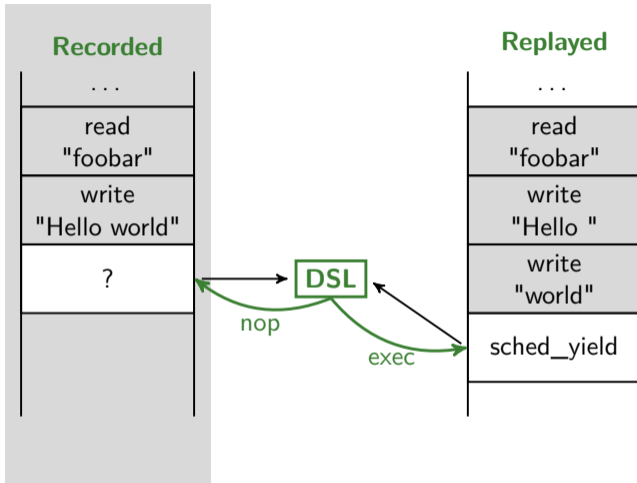 Recorded
. . .
read
"foobar"
write
"Hello world"
?
DSL
nop
exec
Replayed
. . .
read
"foobar"
write
"Hello "
write
"world"
sched_yield